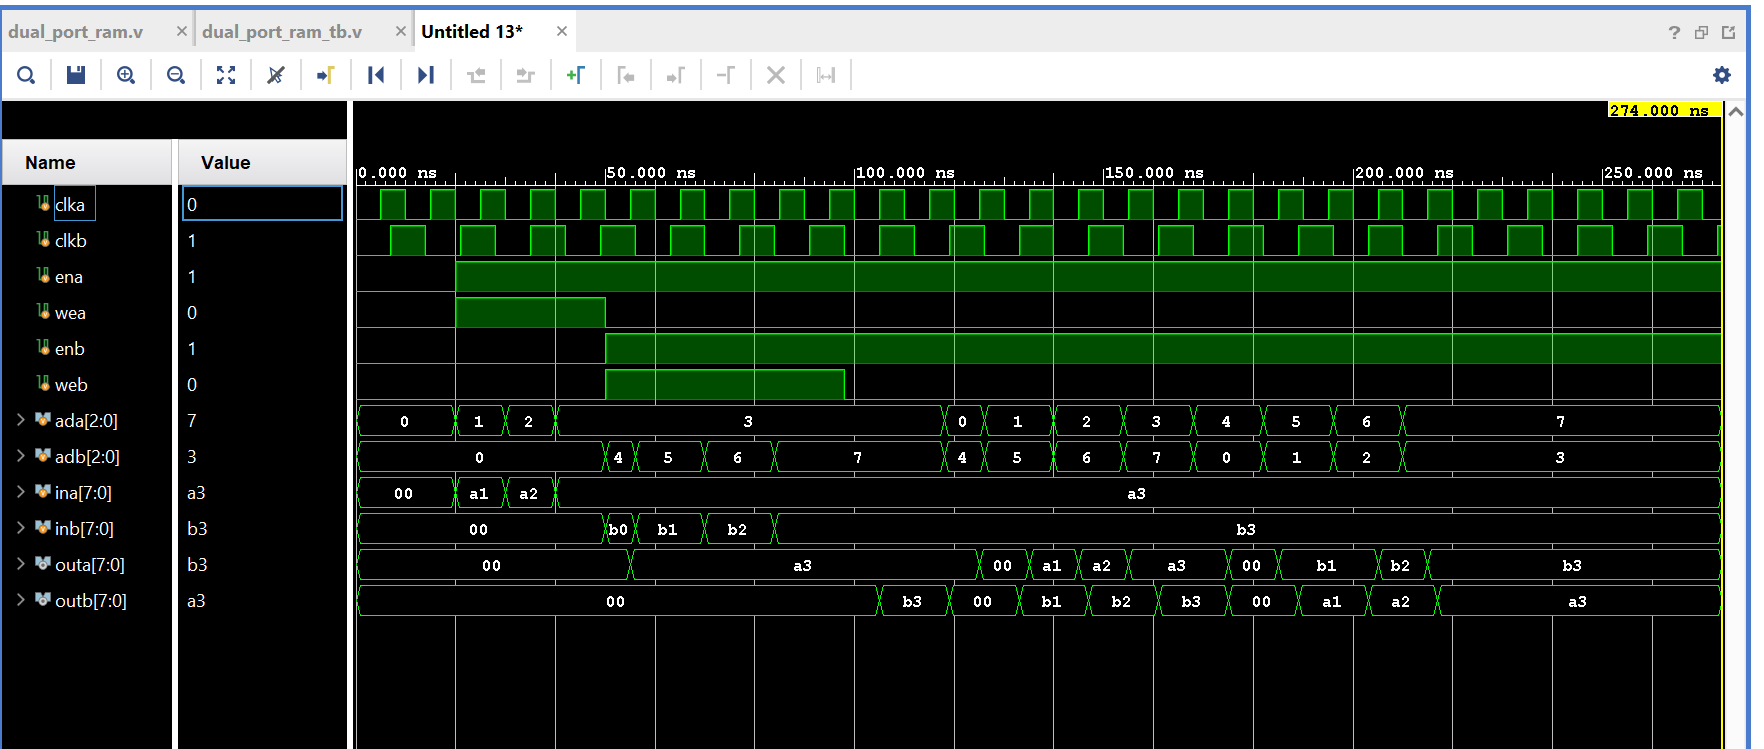 dual_port_ram.v × dual_port_ram_tb.v × Untitled 13* × ?
274.000 ns
Name Value
0.000 ns 50.000 ns 100.000 ns 150.000 ns 200.000 ns 250.000 ns
clka 0
clkb 1
ena 1
wea 0
enb 1
web 0
ada[2:0] 7 0 1 2 3 0 1 2 3 4 5 6 7
adb[2:0] 3 0 4 5 6 7 4 5 6 7 0 1 2 3
ina[7:0] a3 00 a1 a2 a3
inb[7:0] b3 00 b0 b1 b2 b3
outa[7:0] b3 00 a3 00 a1 a2 a3 00 b1 b2 b3
outb[7:0] a3 00 b3 00 b1 b2 b3 00 a1 a2 a3